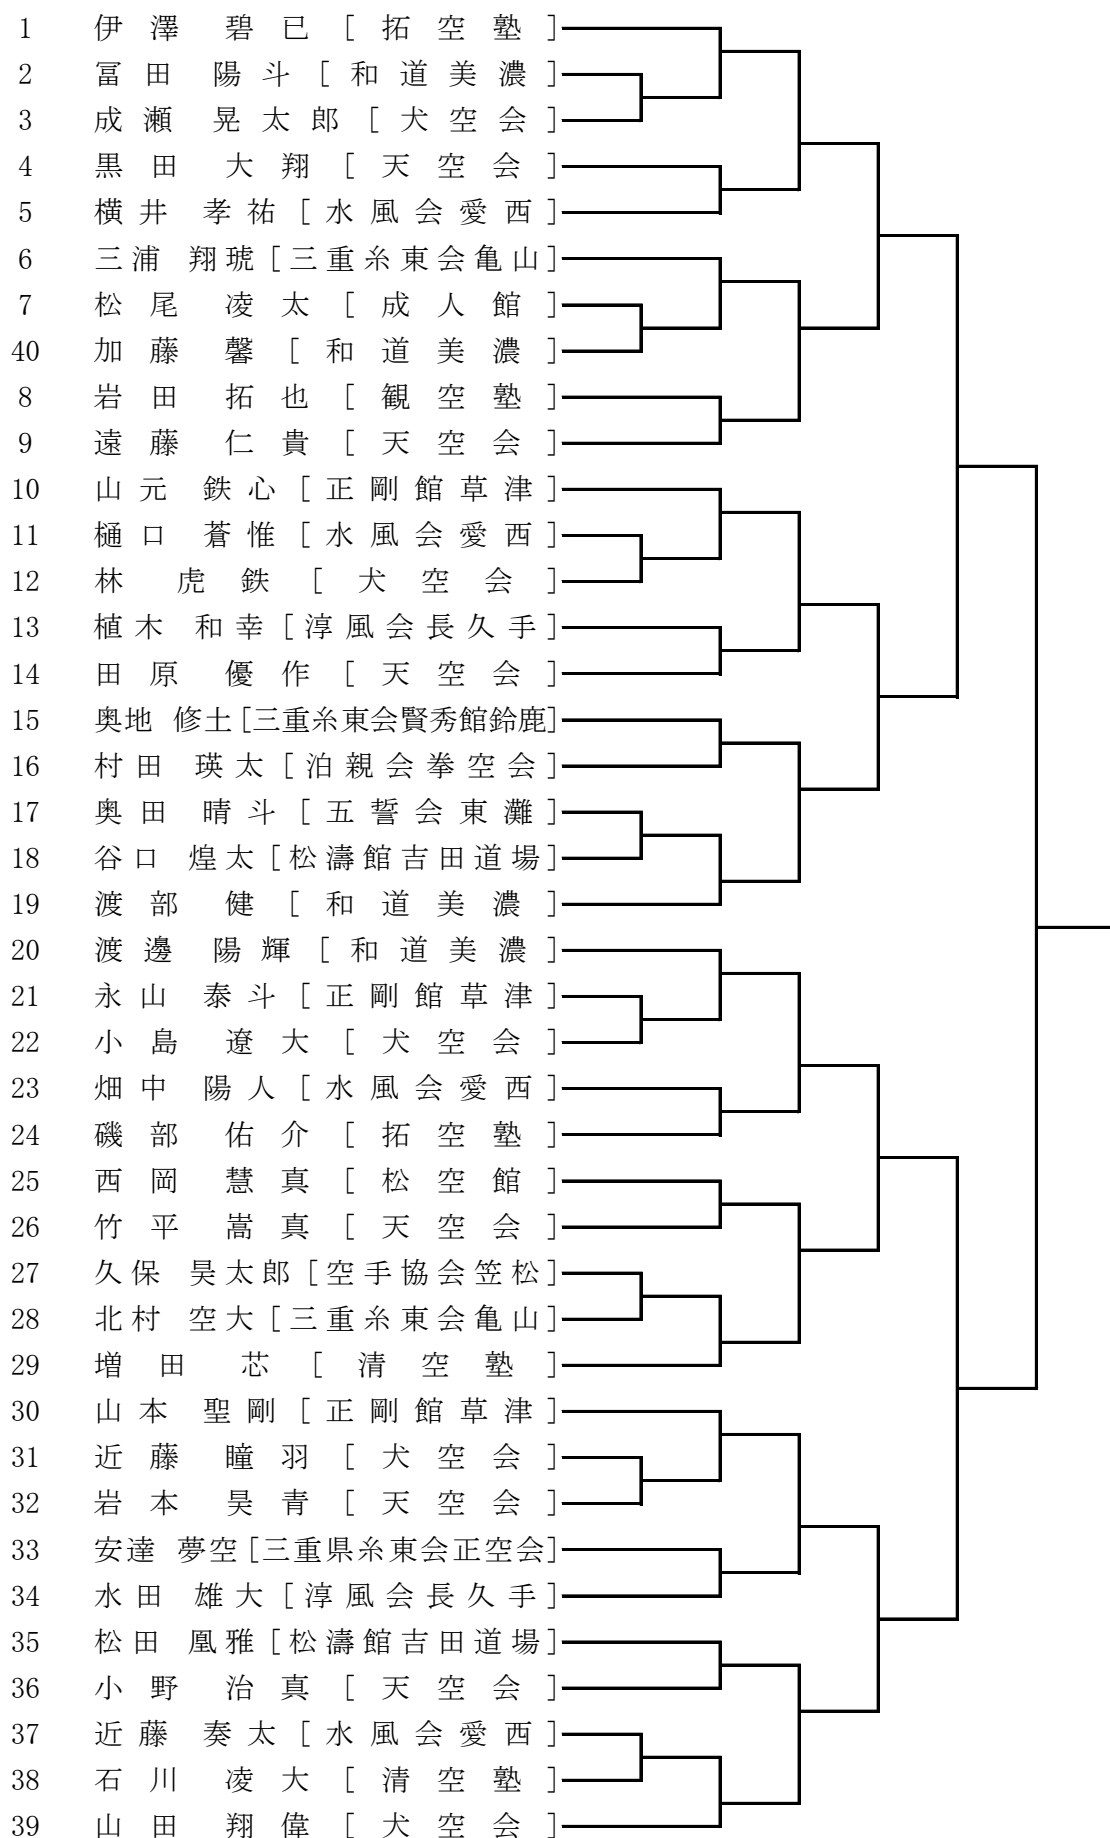 1 伊澤 碧已 [拓空塾]
2 冨田 陽斗 [和道美濃]
3 成瀬 晃太郎 [犬空会]
4 黒田 大翔 [天空会]
5 横井 孝祐 [水風会愛西]
6 三浦 翔琥 [三重糸東会亀山]
7 松尾 凌太 [成人館]
40 加藤 馨 [和道美濃]
8 岩田 拓也 [観空塾]
9 遠藤 仁貴 [天空会]
10 山元 鉄心 [正剛館草津]
11 樋口 蒼惟 [水風会愛西]
12 林 虎鉄 [犬空会]
13 植木 和幸 [淳風会長久手]
14 田原 優作 [天空会]
15 奥地 修土 [三重糸東会賢秀館鈴鹿]
16 村田 瑛太 [泊親会拳空会]
17 奥田 晴斗 [五誓会東灘]
18 谷口 煌太 [松濤館吉田道場]
19 渡部 健 [和道美濃]
20 渡邊 陽輝 [和道美濃]
21 永山 泰斗 [正剛館草津]
22 小島 遼大 [犬空会]
23 畑中 陽人 [水風会愛西]
24 磯部 佑介 [拓空塾]
25 西岡 慧真 [松空館]
26 竹平 嵩真 [天空会]
27 久保 昊太郎 [空手協会笠松]
28 北村 空大 [三重糸東会亀山]
29 増田 芯 [清空塾]
30 山本 聖剛 [正剛館草津]
31 近藤 瞳羽 [犬空会]
32 岩本 昊青 [天空会]
33 安達 夢空 [三重県糸東会正空会]
34 水田 雄大 [淳風会長久手]
35 松田 凰雅 [松濤館吉田道場]
36 小野 治真 [天空会]
37 近藤 奏太 [水風会愛西]
38 石川 凌大 [清空塾]
39 山田 翔偉 [犬空会]